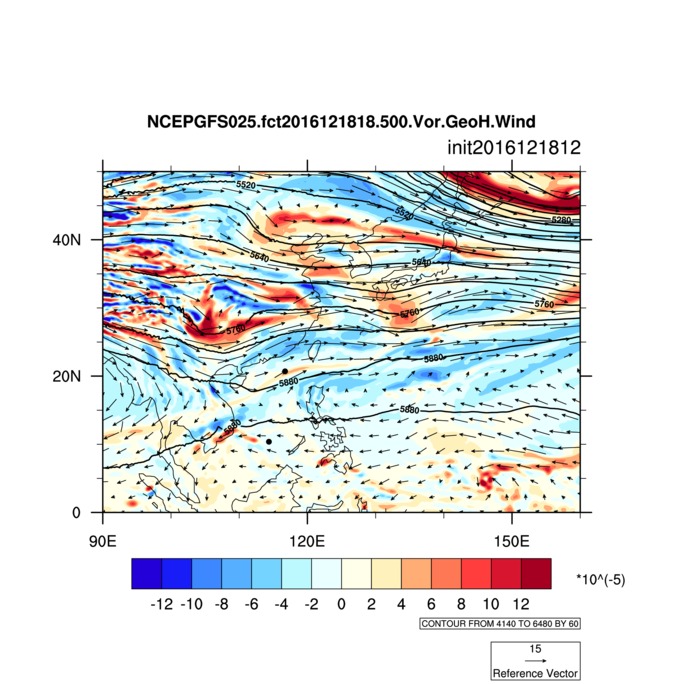 NCEPGFS025.fct2016121818.500.Vor.GeoH.Wind
init2016121812
5520
5520
5280
40N
5640
5640
5760
5760
5760
5880
20N
5880
5880
5880
0
90E 120E 150E
*10^(-5)
-12 -10 -8 -6 -4 -2 0 2 4 6 8 10 12
CONTOUR FROM 4140 TO 6480 BY 60
15
Reference Vector